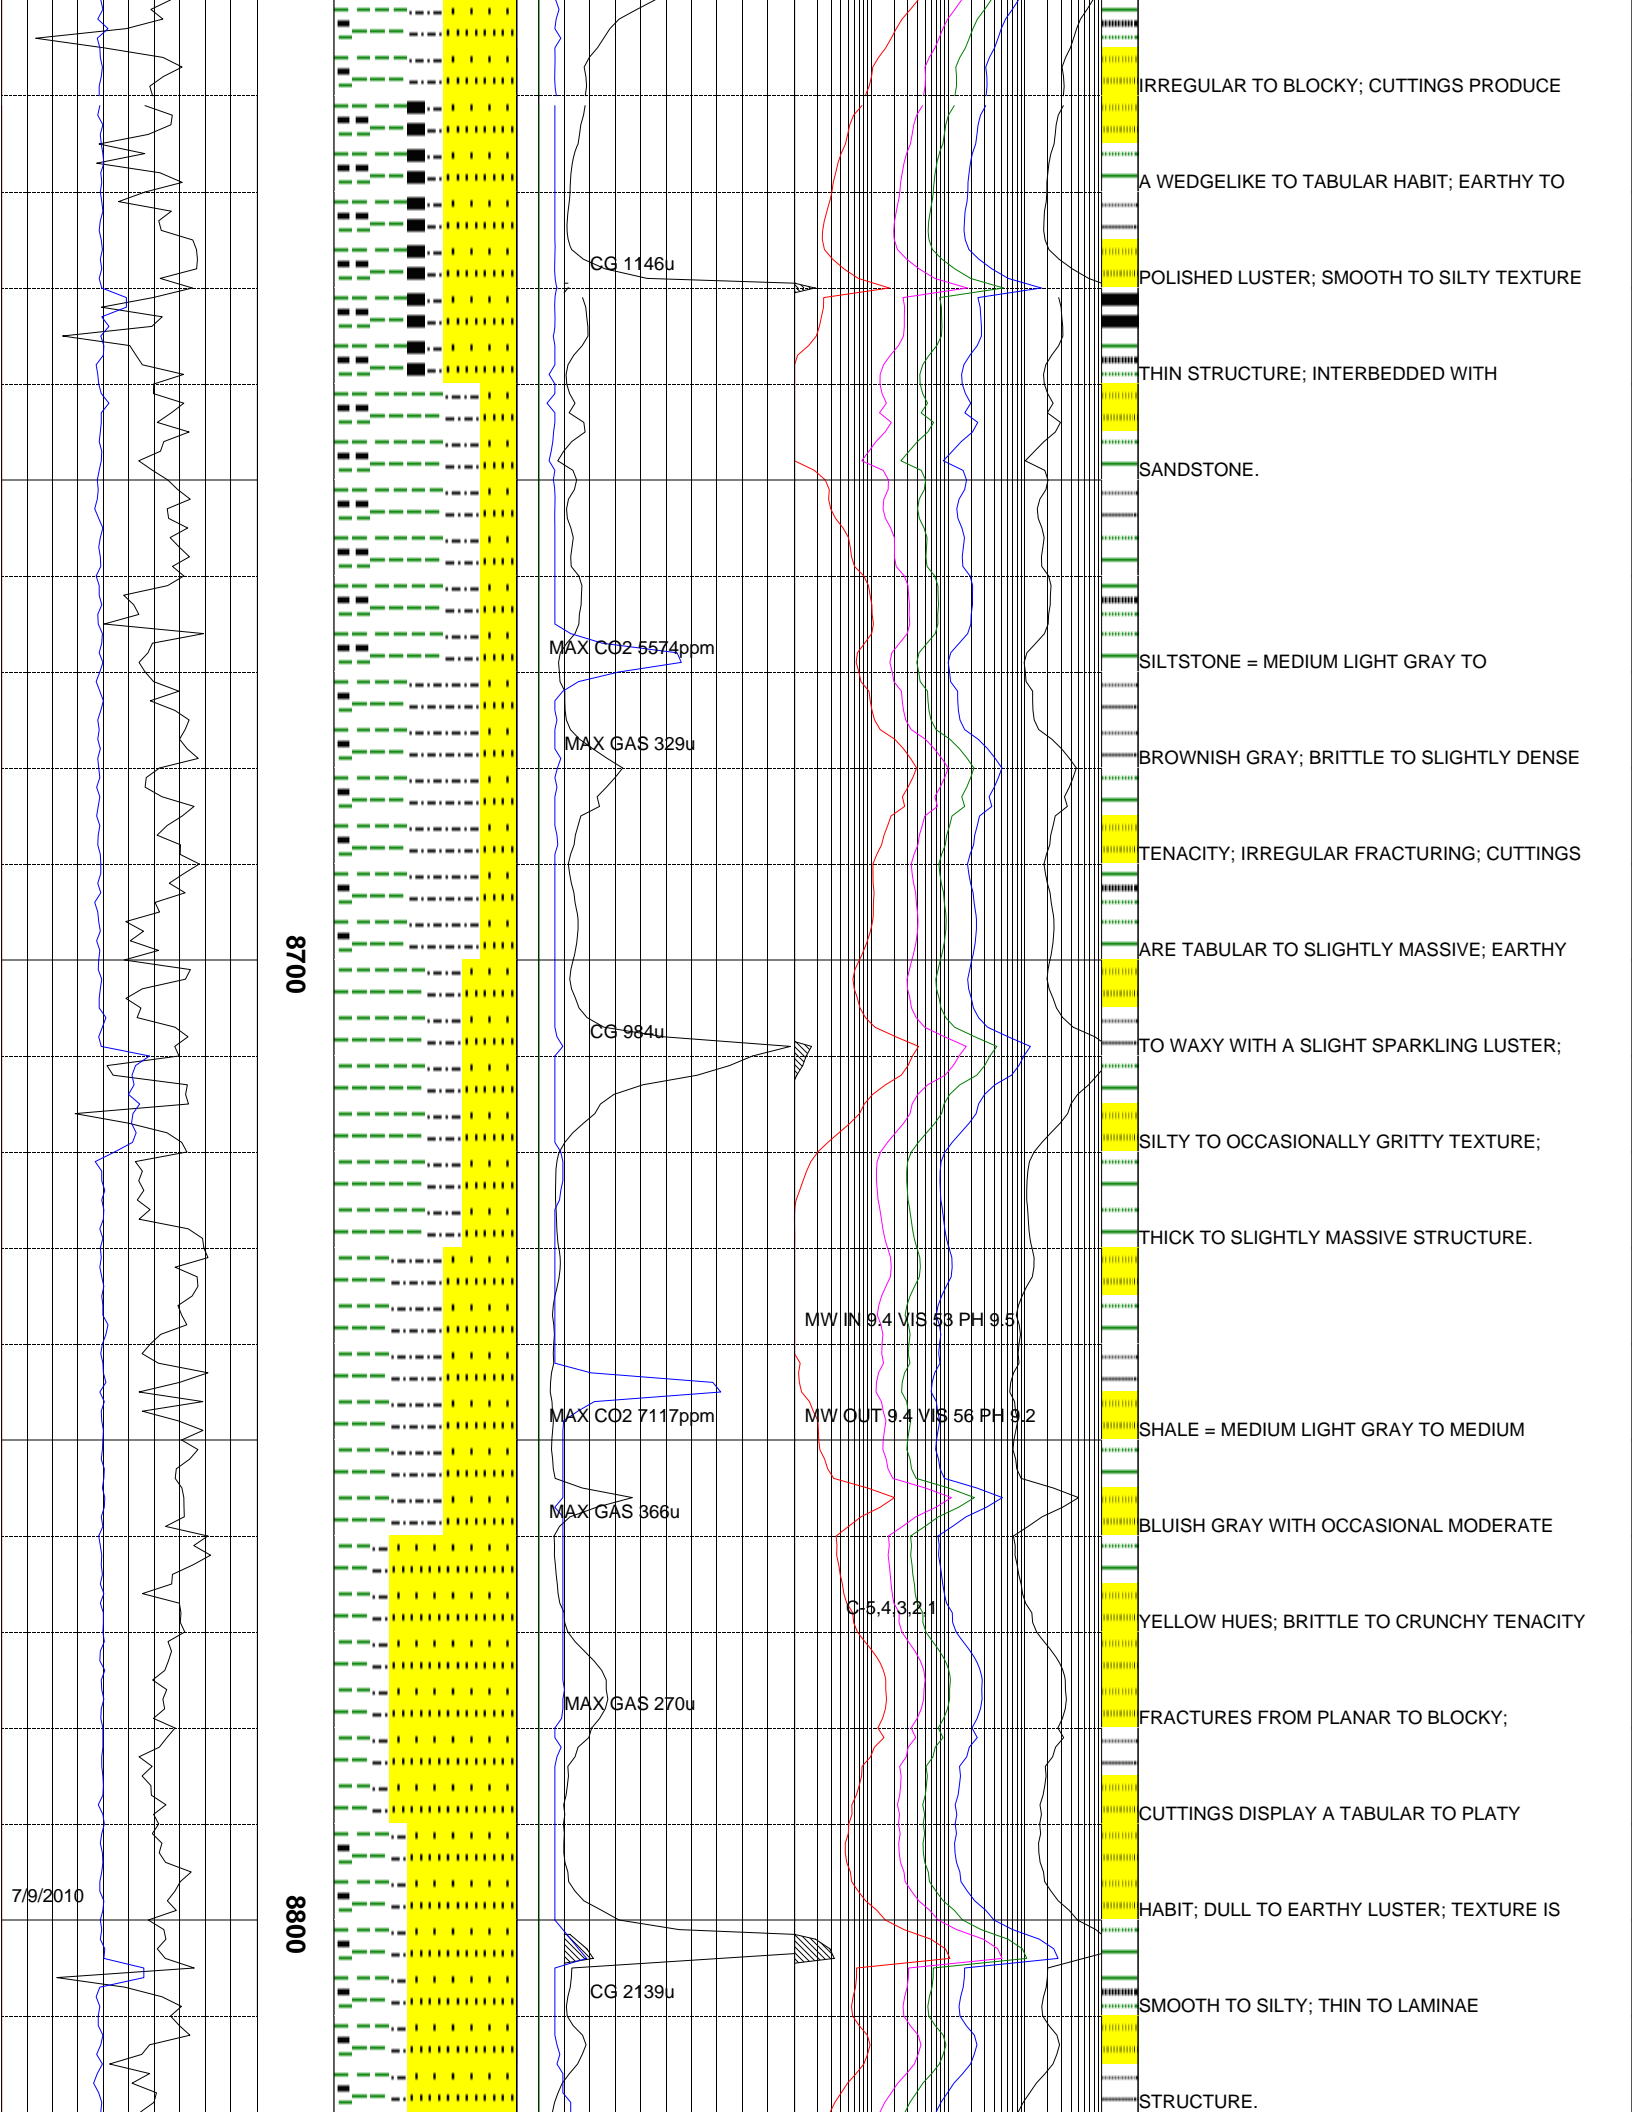 IRREGULAR TO BLOCKY; CUTTINGS PRODUCE
A WEDGELIKE TO TABULAR HABIT; EARTHY TO
CG 1146u
POLISHED LUSTER; SMOOTH TO SILTY TEXTURE
THIN STRUCTURE; INTERBEDDED WITH
SANDSTONE.
MAX CO2 5574ppm
SILTSTONE = MEDIUM LIGHT GRAY TO
MAX GAS 329u
BROWNISH GRAY; BRITTLE TO SLIGHTLY DENSE
TENACITY; IRREGULAR FRACTURING; CUTTINGS
8700
ARE TABULAR TO SLIGHTLY MASSIVE; EARTHY
CG 984u
TO WAXY WITH A SLIGHT SPARKLING LUSTER;
SILTY TO OCCASIONALLY GRITTY TEXTURE;
THICK TO SLIGHTLY MASSIVE STRUCTURE.
MW IN 9.4 VIS 53 PH 9.5
MAX CO2 7117ppm
MW OUT 9.4 VIS 56 PH 9.2
SHALE = MEDIUM LIGHT GRAY TO MEDIUM
MAX GAS 366u
BLUISH GRAY WITH OCCASIONAL MODERATE
C-5,4,3,2,1
YELLOW HUES; BRITTLE TO CRUNCHY TENACITY
MAX GAS 270u
FRACTURES FROM PLANAR TO BLOCKY;
CUTTINGS DISPLAY A TABULAR TO PLATY
7/9/2010
8800
HABIT; DULL TO EARTHY LUSTER; TEXTURE IS
CG 2139u
SMOOTH TO SILTY; THIN TO LAMINAE
STRUCTURE.